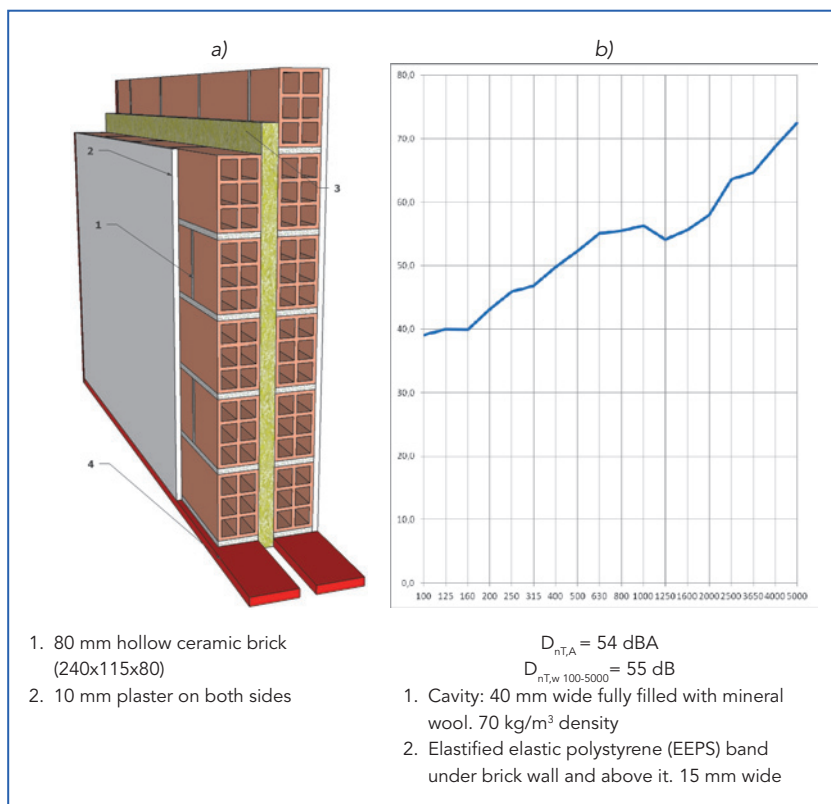 a)
b)
2
3
1
4
80,0
70,0
60,0
50,0
40,0
30,0
20,0
10,0
0,0
100 125 160 200 250 315 400 500 630 800 1000 1250 1600 2000 2500 3650 4000 5000
1. 80 mm hollow ceramic brick
(240x115x80)
2. 10 mm plaster on both sides
DnT,A = 54 dBA
DnT,w 100-5000= 55 dB
1. Cavity: 40 mm wide fully filled with mineral
wool. 70 kg/m³ density
2. Elastified elastic polystyrene (EEPS) band
under brick wall and above it. 15 mm wide